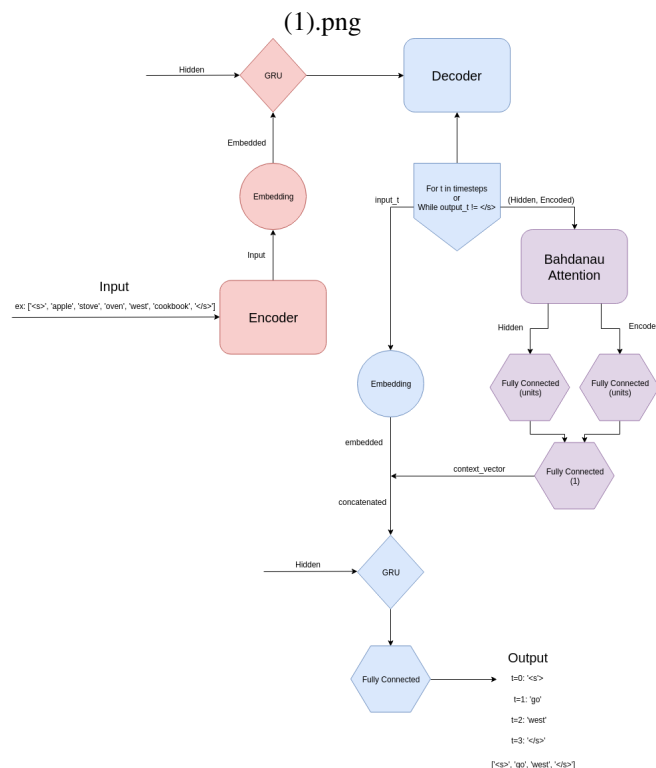 (1).png
Hidden
GRU
Decoder
Embedded
Embedding
For t in timesteps
or
While output_t != </s>
input_t
(Hidden, Encoded)
Input
Bahdanau
Attention
Input
ex: ['<s>', 'apple', 'stove', 'oven', 'west', 'cookbook', '</s>']
Encoder
Hidden
Encode
Embedding
Fully Connected
(units)
Fully Connected
(units)
embedded
context_vector
Fully Connected
(1)
concatenated
Hidden
GRU
Fully Connected
Output
t=0: '<s'>
t=1: 'go'
t=2: 'west'
t=3: '</s>'
['<s>', 'go', 'west', '</s>']